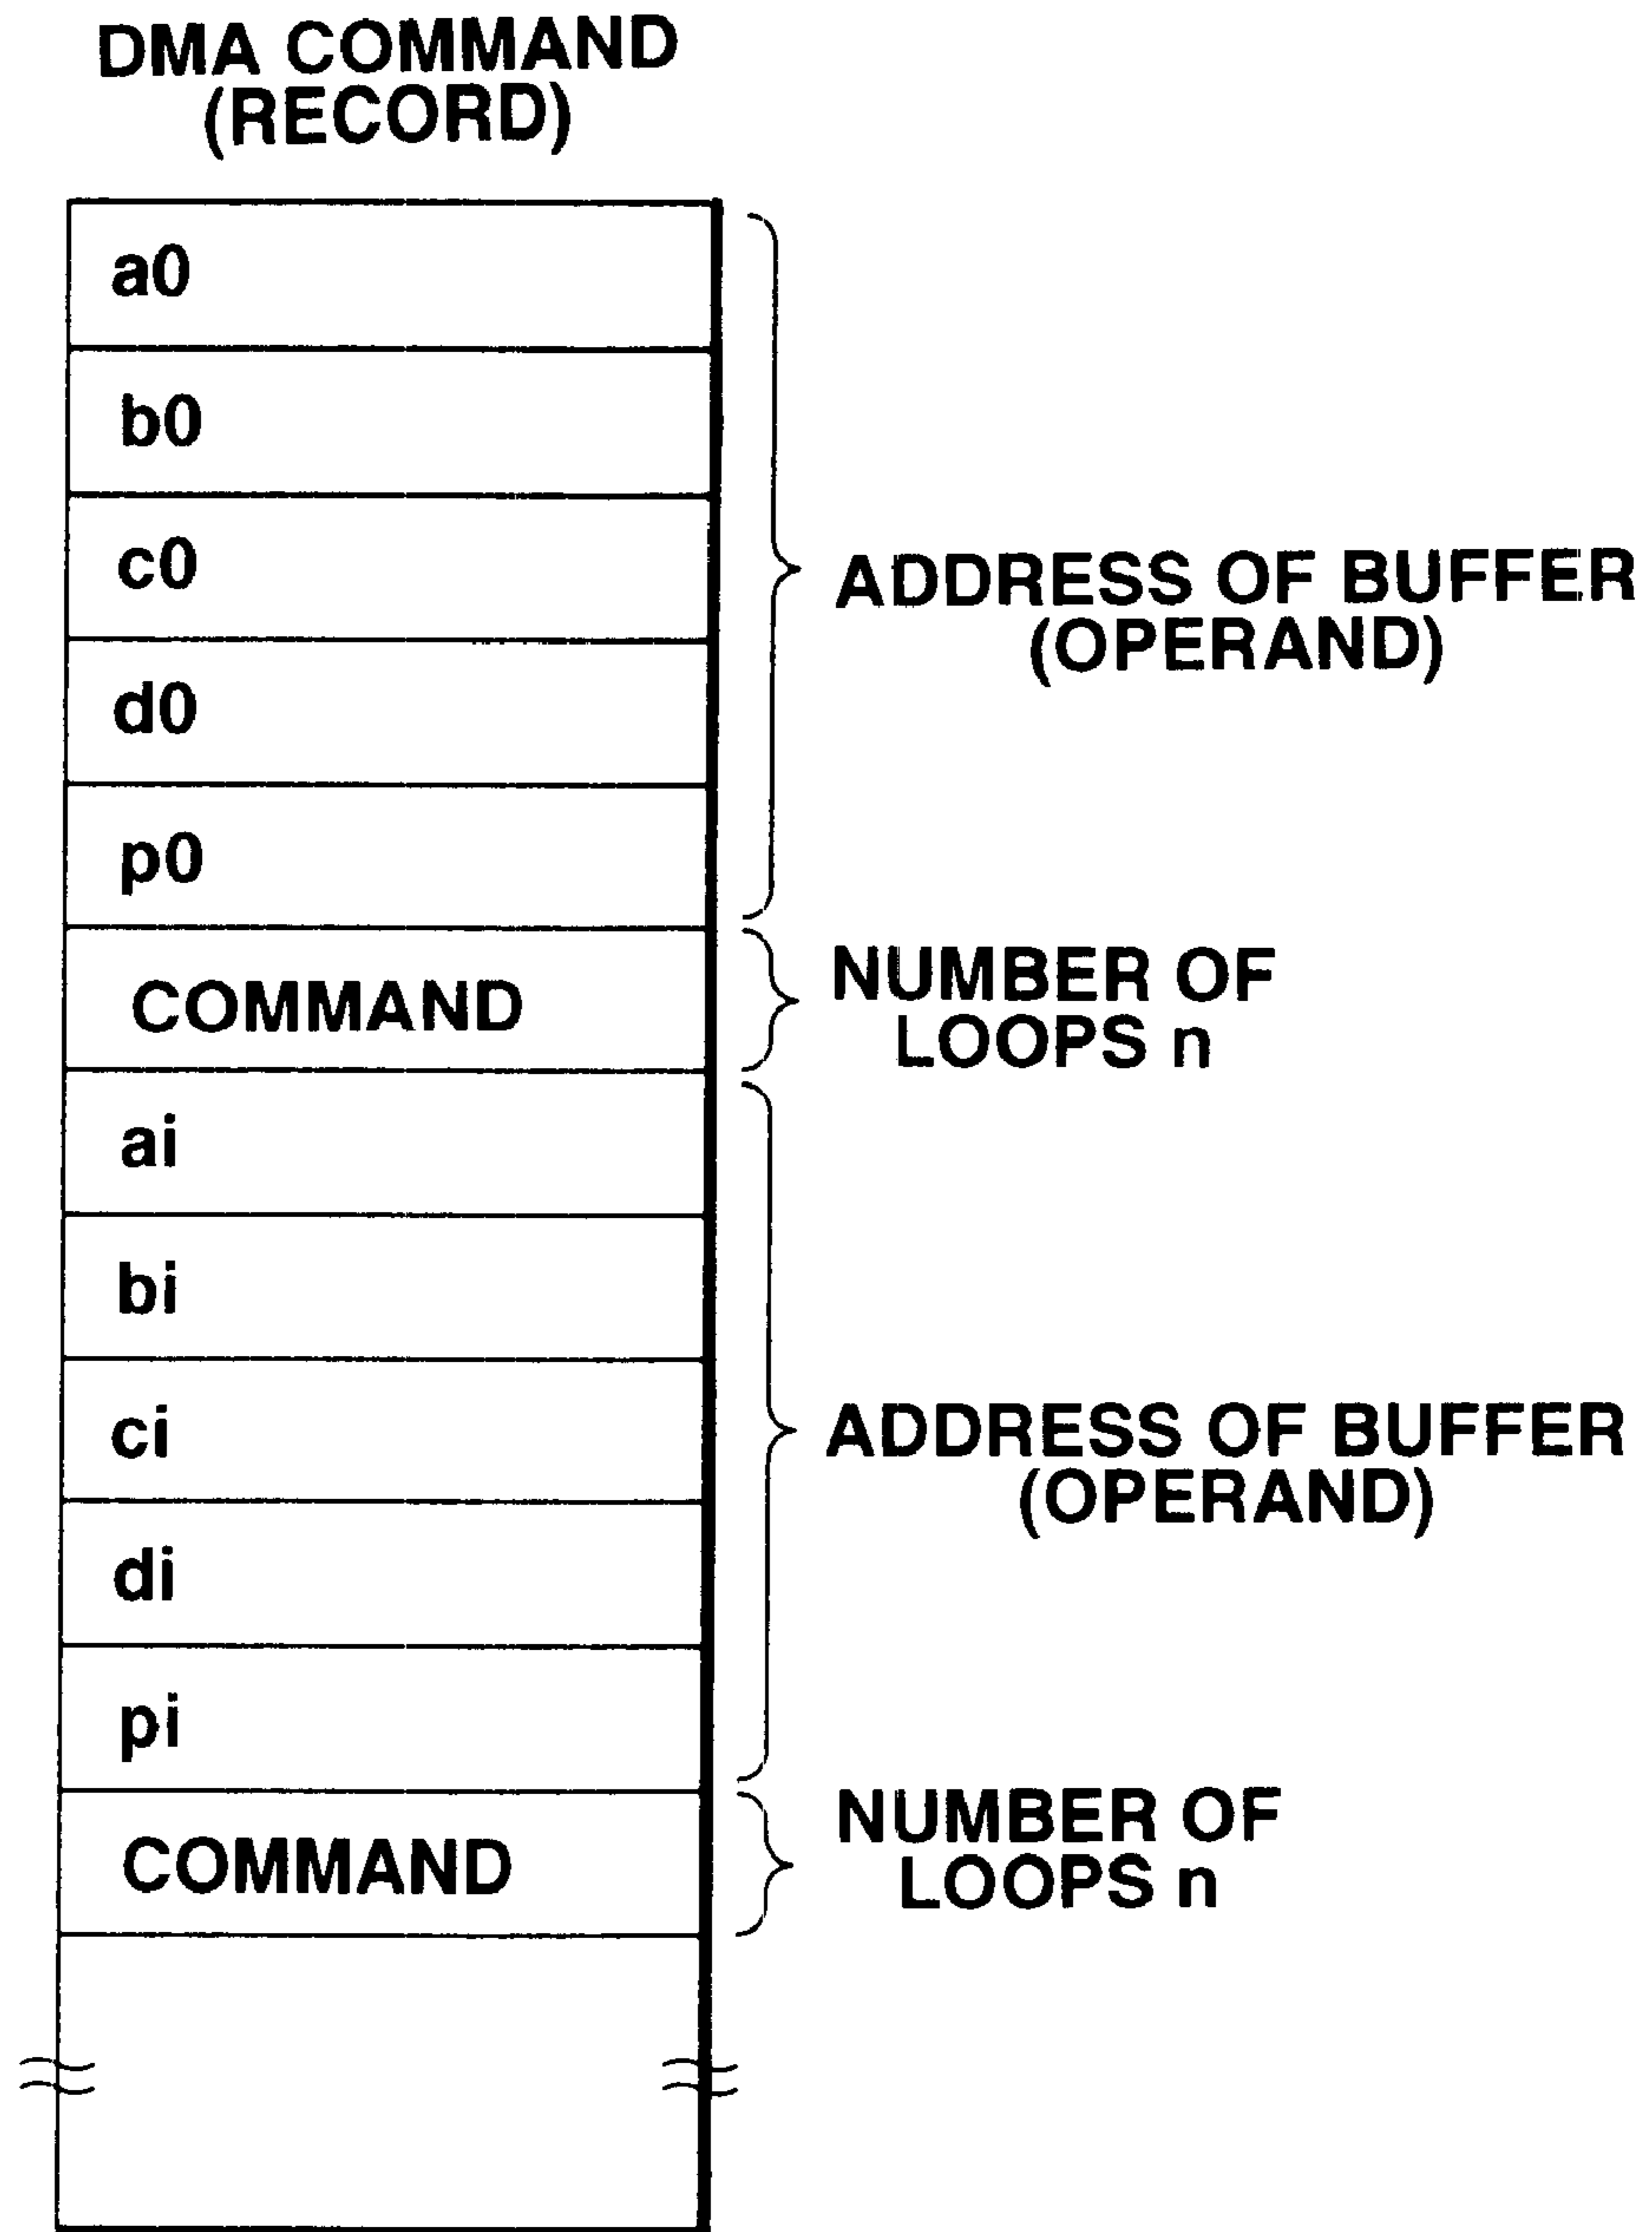 DMA COMMAND
(RECORD)
a0
b0
c0
d0
p0
ADDRESS OF BUFFER
(OPERAND)
COMMAND
NUMBER OF
LOOPS n
ai
bi
ci
di
pi
ADDRESS OF BUFFER
(OPERAND)
COMMAND
NUMBER OF
LOOPS n